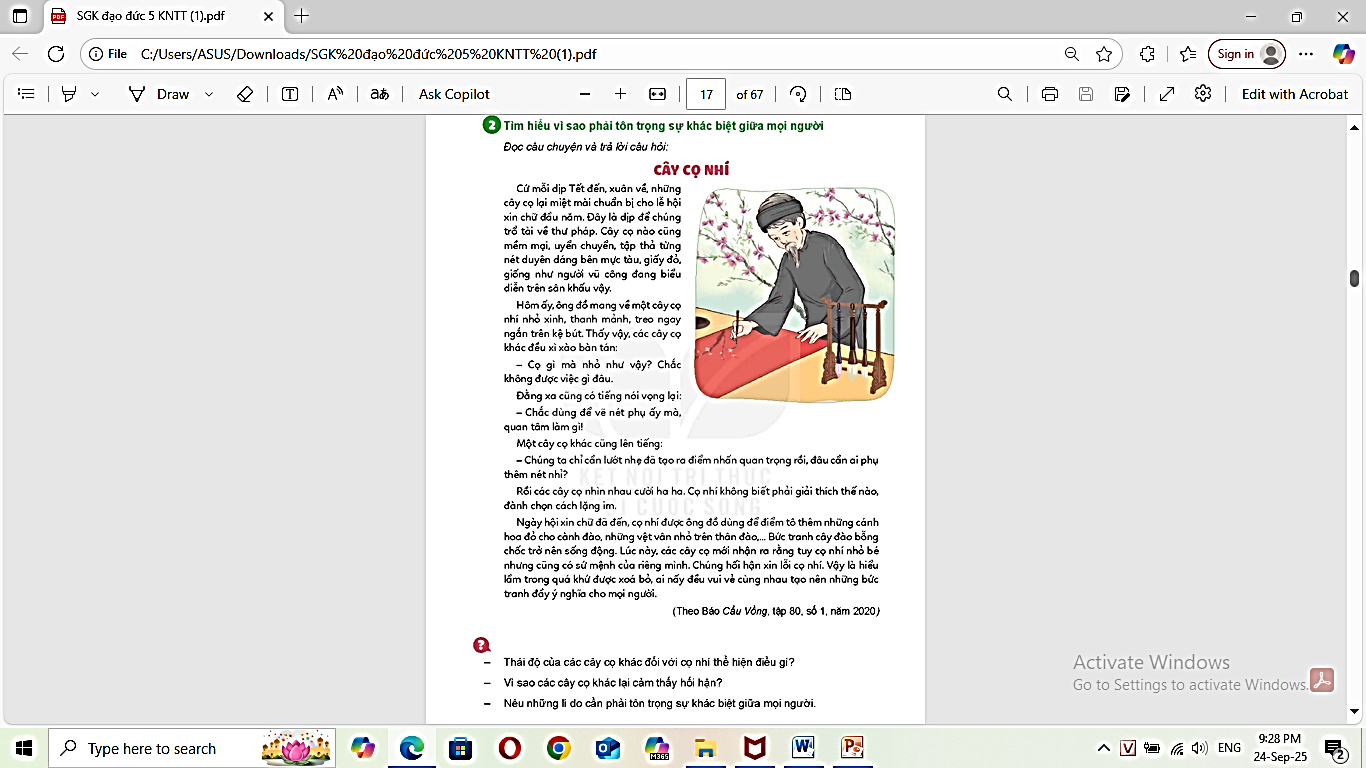 SGK đạo đức 5 KNTT (1).pdf
File C:/Users/ASUS/Downloads/SGK%20đạo%20đức%205%20KNTT%20(1).pdf
Sign in
Draw
Ask Copilot
17 of 67
Edit with Acrobat
2 Tìm hiểu vì sao phải tôn trọng sự khác biệt giữa mọi người
Đọc câu chuyện và trả lời câu hỏi:
CÂY CỌ NHÍ
Cứ mỗi dịp Tết đến, xuân về, những
cây cọ lại miệt mài chuẩn bị cho lễ hội
xin chữ đầu năm. Đây là dịp để chúng
trổ tài về thư pháp. Cây cọ nào cũng
mềm mại, uyển chuyển, tập thả từng
nét duyên dáng bên mực tàu, giấy đỏ,
giống như người vũ công đang biểu
diễn trên sân khấu vậy.
Hôm ấy, ông đồ mang về một cây cọ
nhí nhỏ xinh, thanh mảnh, treo ngay
ngắn trên kệ bút. Thấy vậy, các cây cọ
khác đều xì xào bàn tán:
– Cọ gì mà nhỏ như vậy? Chắc
không được việc gì đâu.
Đằng xa cũng có tiếng nói vọng lại:
– Chắc dùng để vẽ nét phụ ấy mà,
quan tâm làm gì!
Một cây cọ khác cũng lên tiếng:
– Chúng ta chỉ cần lướt nhẹ đã tạo ra điểm nhấn quan trọng rồi, đâu cần ai phụ
thêm nét nhỉ?
Rồi các cây cọ nhìn nhau cười ha ha. Cọ nhí không biết phải giải thích thế nào,
đành chọn cách lặng im.
Ngày hội xin chữ đã đến, cọ nhí được ông đồ dùng để điểm tô thêm những cánh
hoa đỏ cho cành đào, những vệt vân nhỏ trên thân đào,... Bức tranh cây đào bỗng
chốc trở nên sống động. Lúc này, các cây cọ mới nhận ra rằng tuy cọ nhí nhỏ bé
nhưng cũng có sứ mệnh của riêng mình. Chúng hối hận xin lỗi cọ nhí. Vậy là hiểu
lầm trong quá khứ được xoá bỏ, ai nấy đều vui vẻ cùng nhau tạo nên những bức
tranh đầy ý nghĩa cho mọi người.
(Theo Báo Cầu Vồng, tập 80, số 1, năm 2020)
KẾT NỐI TRI THỨC
I CUỘC SỐNG
?
– Thái độ của các cây cọ khác đối với cọ nhí thể hiện điều gì?
– Vì sao các cây cọ khác lại cảm thấy hối hận?
– Nêu những lí do cần phải tôn trọng sự khác biệt giữa mọi người.
Activate Windows
Go to Settings to activate Windows.
Type here to search
M365
V
ENG
9:28 PM
24-Sep-25
2